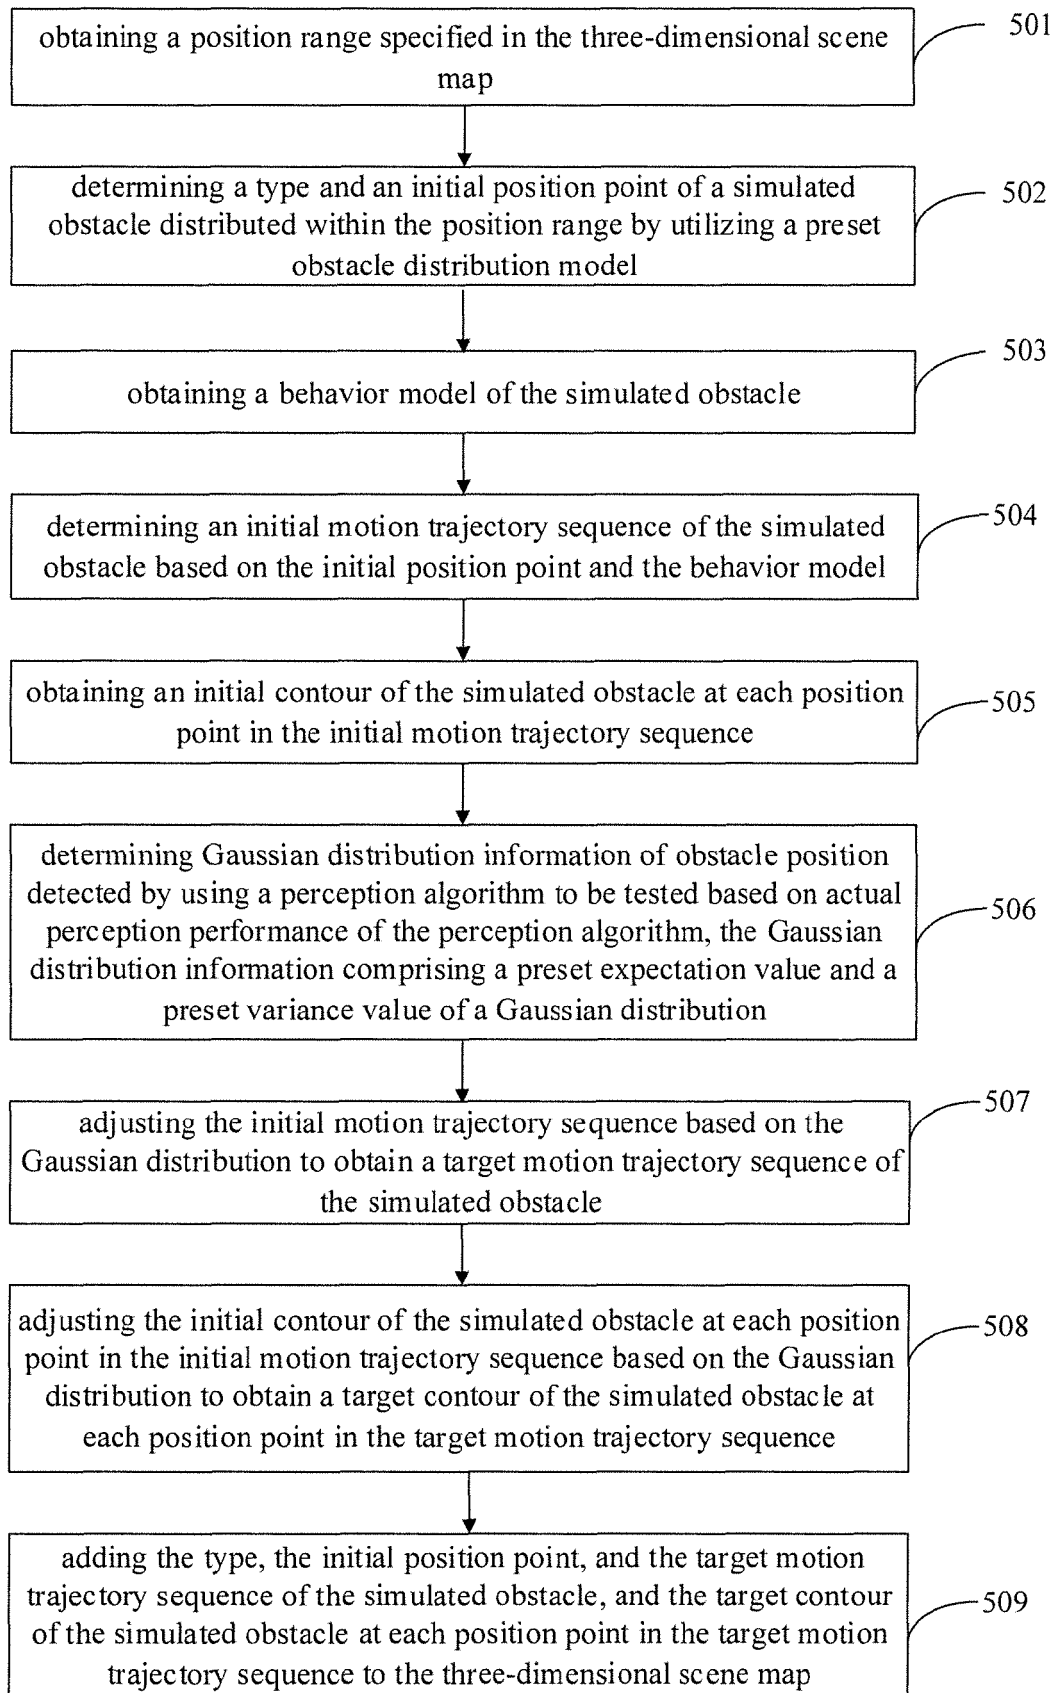 obtaining a position range specified in the three-dimensional scene
map
501
determining a type and an initial position point of a simulated
obstacle distributed within the position range by utilizing a preset
obstacle distribution model
502
obtaining a behavior model of the simulated obstacle
503
determining an initial motion trajectory sequence of the simulated
obstacle based on the initial position point and the behavior model
504
obtaining an initial contour of the simulated obstacle at each position
point in the initial motion trajectory sequence
505
determining Gaussian distribution information of obstacle position
detected by using a perception algorithm to be tested based on actual
perception performance of the perception algorithm, the Gaussian
distribution information comprising a preset expectation value and a
preset variance value of a Gaussian distribution
506
adjusting the initial motion trajectory sequence based on the
Gaussian distribution to obtain a target motion trajectory sequence of
the simulated obstacle
507
adjusting the initial contour of the simulated obstacle at each position
point in the initial motion trajectory sequence based on the Gaussian
distribution to obtain a target contour of the simulated obstacle at
each position point in the target motion trajectory sequence
508
adding the type, the initial position point, and the target motion
trajectory sequence of the simulated obstacle, and the target contour
of the simulated obstacle at each position point in the target motion
trajectory sequence to the three-dimensional scene map
509